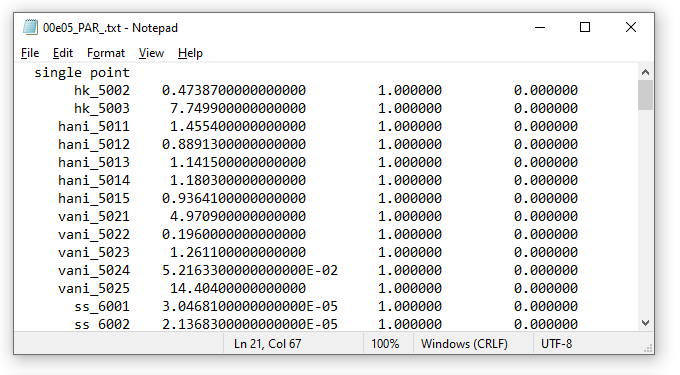 00e05_PAR_.txt - Notepad
File Edit Format View Help
single point
hk_5002 0.4738700000000000 1.000000 0.000000
hk_5003 7.749900000000000 1.000000 0.000000
hani_5011 1.455400000000000 1.000000 0.000000
hani_5012 0.8891300000000000 1.000000 0.000000
hani_5013 1.141500000000000 1.000000 0.000000
hani_5014 1.180300000000000 1.000000 0.000000
hani_5015 0.9364100000000000 1.000000 0.000000
vani_5021 4.970900000000000 1.000000 0.000000
vani_5022 0.1960000000000000 1.000000 0.000000
vani_5023 1.261100000000000 1.000000 0.000000
vani_5024 5.2163300000000000E-02 1.000000 0.000000
vani_5025 14.40400000000000 1.000000 0.000000
ss_6001 3.0468100000000000E-05 1.000000 0.000000
ss_6002 2.1368300000000000E-05 1.000000 0.000000
Ln 21, Col 67 100% Windows (CRLF) UTF-8